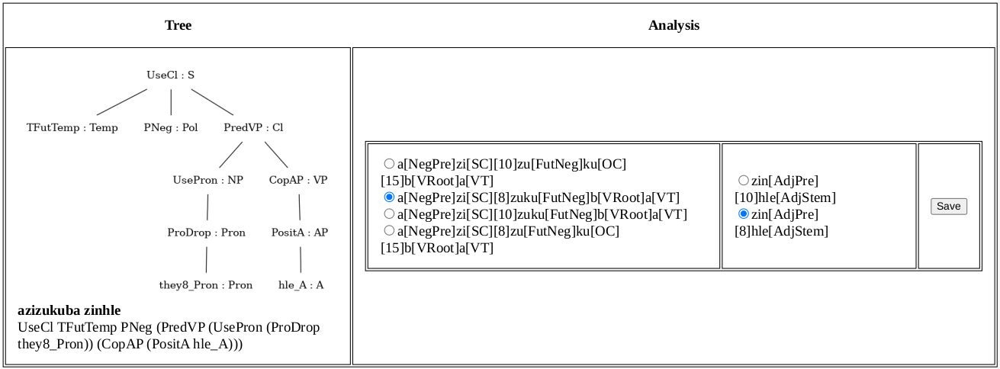 Tree
Analysis
UseCl : S
TFutTemp : Temp
PNeg : Pol
PredVP : Cl
UsePron : NP
CopAP : VP
ProDrop : Pron
PositA : AP
they8_Pron : Pron
hle_A : A
azizukuba zinhle
UseCl TFutTemp PNeg (PredVP (UsePron (ProDrop
they8_Pron)) (CopAP (PositA hle_A)))
a[NegPre]zi[SC][10]zu[FutNeg]ku[OC]
[15]b[VRoot]a[VT]
a[NegPre]zi[SC][8]zuku[FutNeg]b[VRoot]a[VT]
a[NegPre]zi[SC][10]zuku[FutNeg]b[VRoot]a[VT]
a[NegPre]zi[SC][8]zu[FutNeg]ku[OC]
[15]b[VRoot]a[VT]
zin[AdjPre]
[10]hle[AdjStem]
zin[AdjPre]
[8]hle[AdjStem]
Save